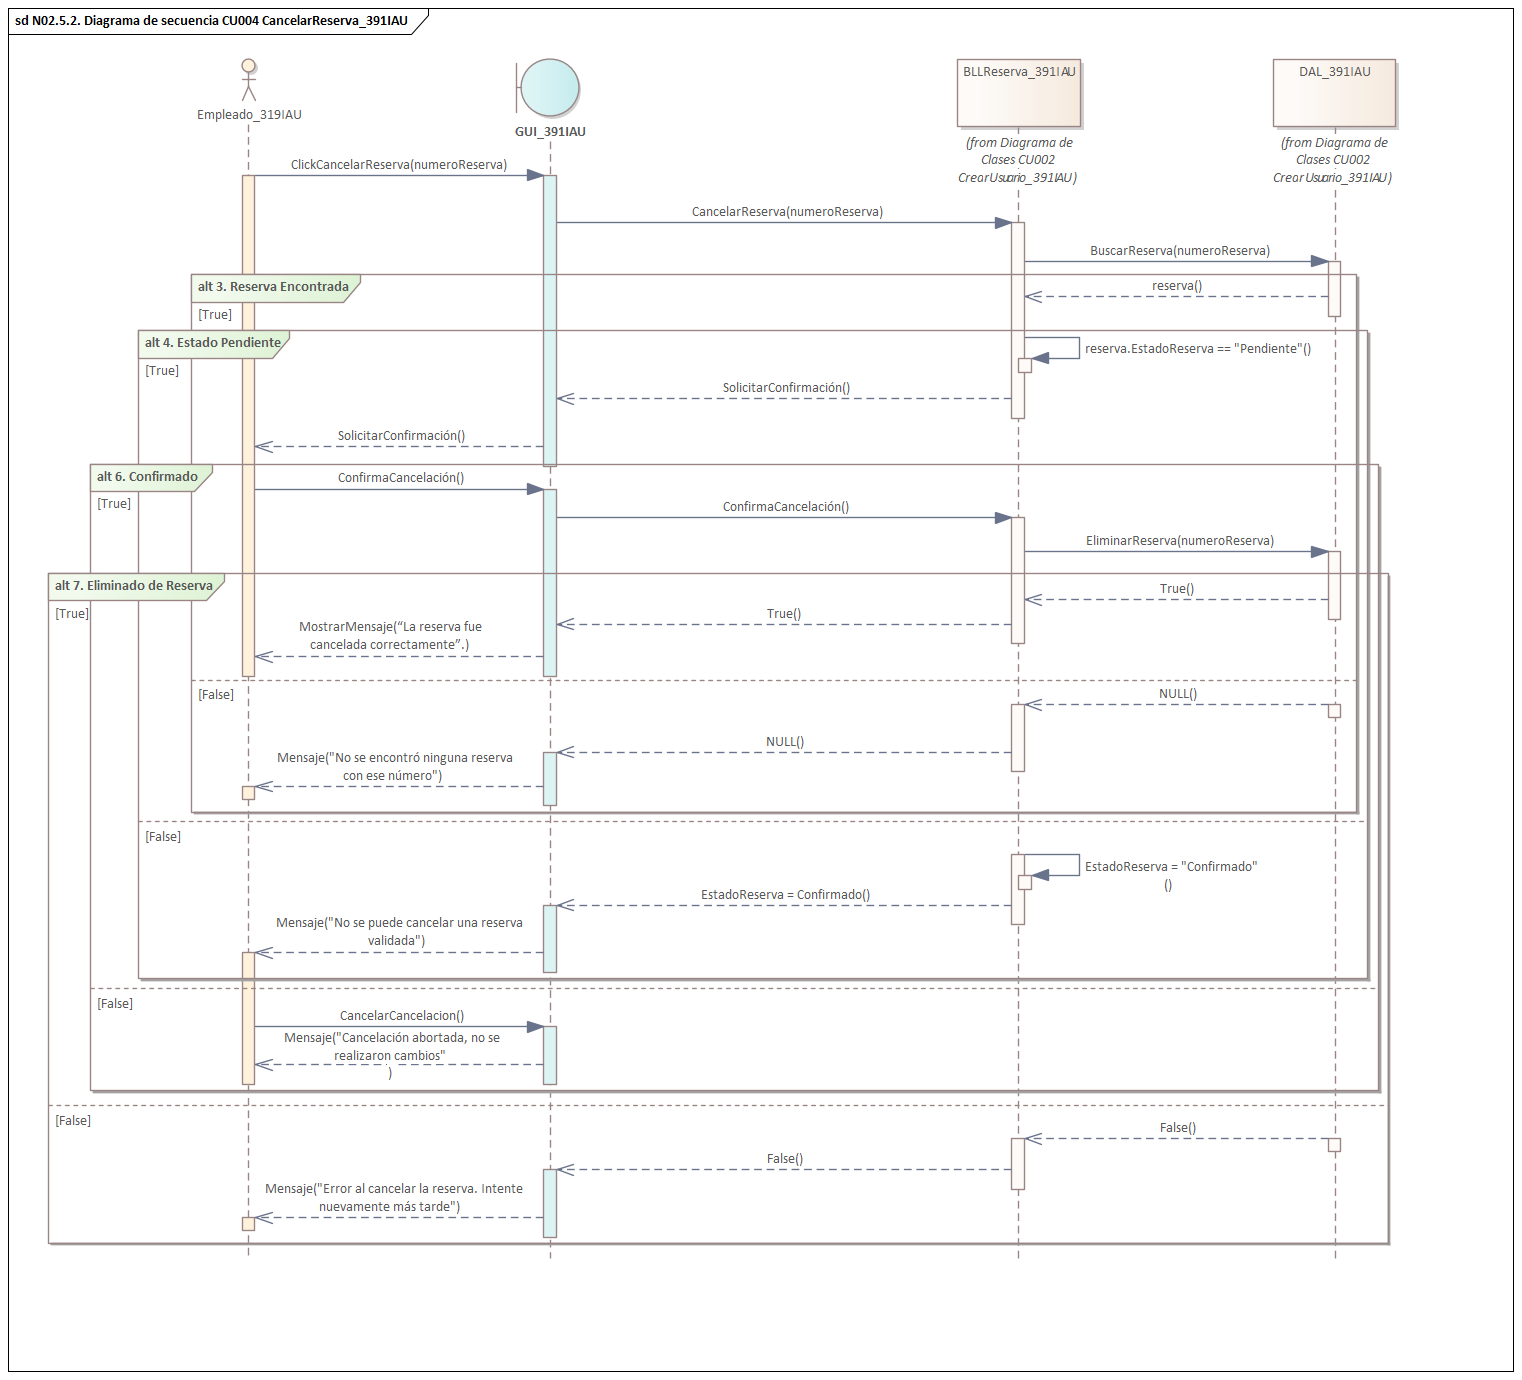 sd N02.5.2. Diagrama de secuencia CU004 CancelarReserva_391IAU
Empleado_319IAU
GUI_391IAU
BLLReserva_391IAU
(from Diagrama de
Clases CU002
CrearUsuario_391IAU)
DAL_391IAU
(from Diagrama de
Clases CU002
CrearUsuario_391IAU)
ClickCancelarReserva(numeroReserva)
CancelarReserva(numeroReserva)
BuscarReserva(numeroReserva)
alt 3. Reserva Encontrada
reserva()
[True]
alt 4. Estado Pendiente
reserva.EstadoReserva == "Pendiente"()
[True]
SolicitarConfirmación()
SolicitarConfirmación()
alt 6. Confirmado
ConfirmaCancelación()
[True]
ConfirmaCancelación()
EliminarReserva(numeroReserva)
alt 7. Eliminado de Reserva
True()
[True]
True()
MostrarMensaje(“La reserva fue
cancelada correctamente”.)
[False]
NULL()
NULL()
Mensaje("No se encontró ninguna reserva
con ese número")
[False]
EstadoReserva = "Confirmado"
()
EstadoReserva = Confirmado()
Mensaje("No se puede cancelar una reserva
validada")
[False]
CancelarCancelacion()
Mensaje("Cancelación abortada, no se
realizaron cambios"
)
[False]
False()
False()
Mensaje("Error al cancelar la reserva. Intente
nuevamente más tarde")